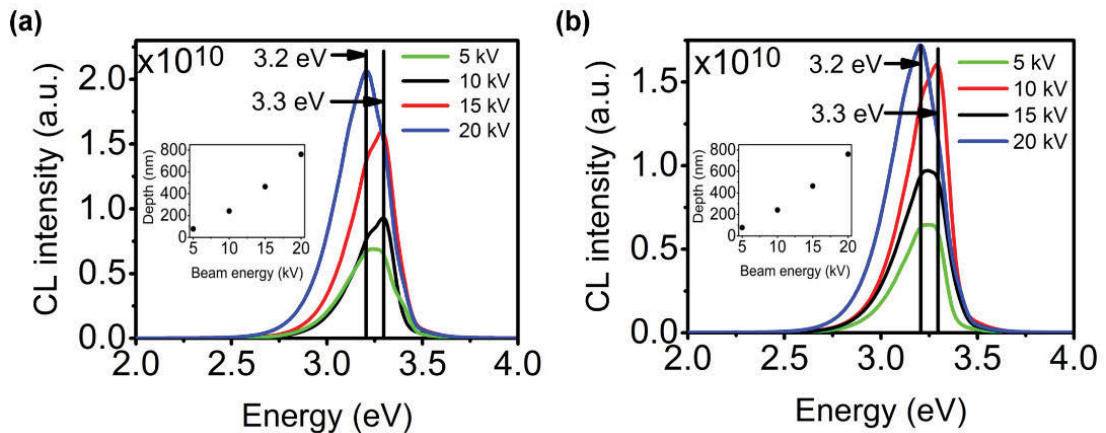 (a)
x10^10
3.2 eV
3.3 eV
5 kV
10 kV
15 kV
20 kV
CL intensity (a.u.)
2.0
1.5
1.0
0.5
0.0
Depth (nm)
800
600
400
200
0
5 10 15 20
Beam energy (kV)
2.0 2.5 3.0 3.5 4.0
Energy (eV)
(b)
x10^10
3.2 eV
3.3 eV
5 kV
10 kV
15 kV
20 kV
CL intensity (a.u.)
1.5
1.0
0.5
0.0
Depth (nm)
800
600
400
200
0
5 10 15 20
Beam energy (kV)
2.0 2.5 3.0 3.5 4.0
Energy (eV)